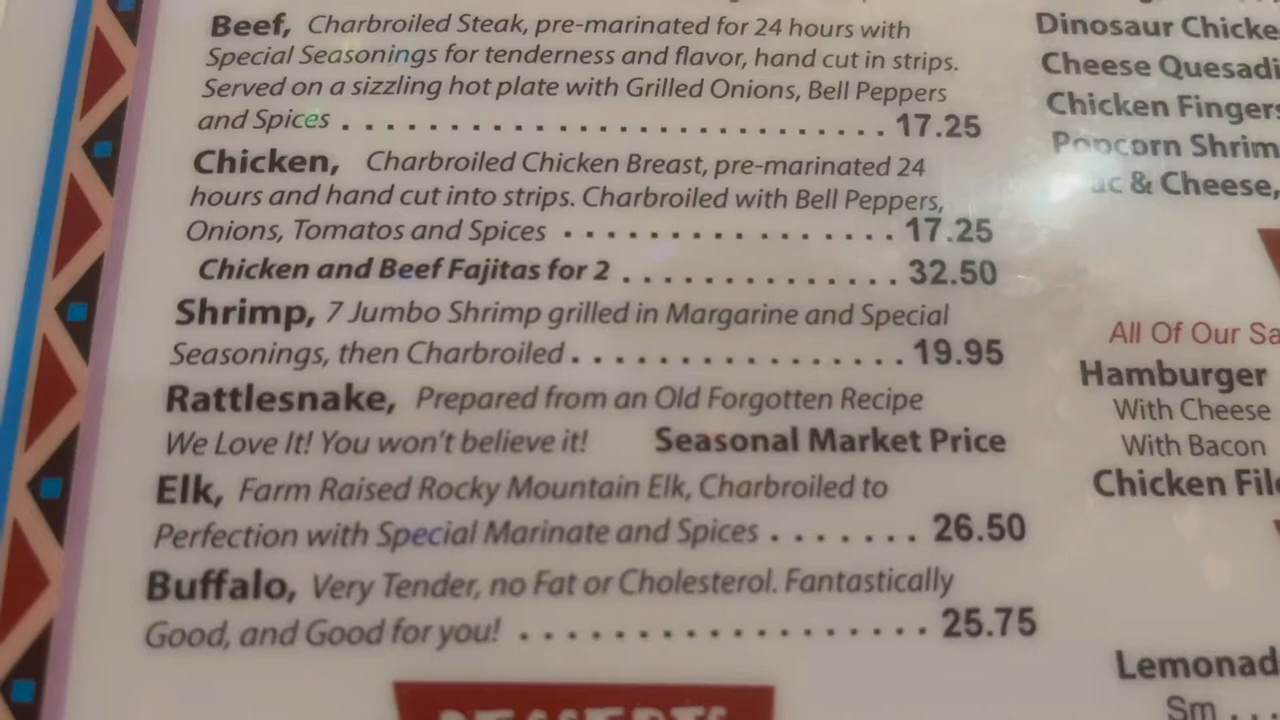 Beef, Charbroiled Steak, pre-marinated for 24 hours with
Special Seasonings for tenderness and flavor, hand cut in strips.
Served on a sizzling hot plate with Grilled Onions, Bell Peppers
and Spices . . . . . . . . . . . . . . . . . . . . . . . . . . 17.25
Chicken, Charbroiled Chicken Breast, pre-marinated 24
hours and hand cut into strips. Charbroiled with Bell Peppers,
Onions, Tomatos and Spices . . . . . . . . . . . . . . . . 17.25
Chicken and Beef Fajitas for 2 . . . . . . . . . . . . . 32.50
Shrimp, 7 Jumbo Shrimp grilled in Margarine and Special
Seasonings, then Charbroiled . . . . . . . . . . . . . . . . 19.95
Rattlesnake, Prepared from an Old Forgotten Recipe
We Love It! You won't believe it! Seasonal Market Price
Elk, Farm Raised Rocky Mountain Elk, Charbroiled to
Perfection with Special Marinate and Spices . . . . . . . 26.50
Buffalo, Very Tender, no Fat or Cholesterol. Fantastically
Good, and Good for you! . . . . . . . . . . . . . . . . . . . 25.75
DESSERTS
Dinosaur Chicke
Cheese Quesadi
Chicken Fingers
Popcorn Shrim
ac & Cheese,
All Of Our Sa
Hamburger
With Cheese
With Bacon
Chicken File
Lemonad
Sm . . .